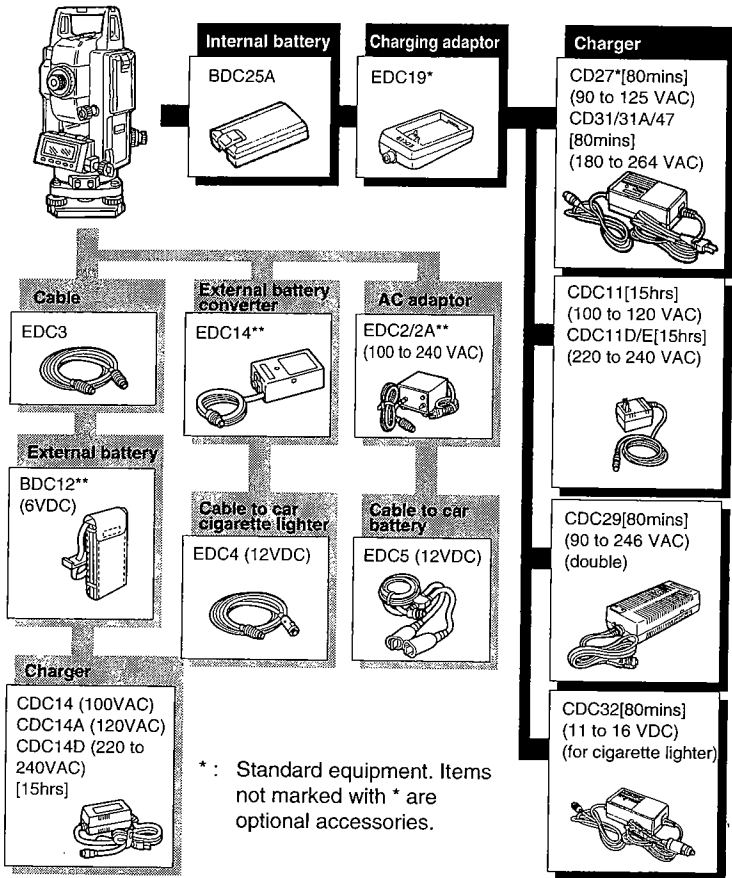 Internal battery
BDC25A
Charging adaptor
EDC19*
Charger
CD27*[80mins]
(90 to 125 VAC)
CD31/31A/47
[80mins]
(180 to 264 VAC)
CDC11[15hrs]
(100 to 120 VAC)
CDC11D/E[15hrs]
(220 to 240 VAC)
CDC29[80mins]
(90 to 246 VAC)
(double)
CDC32[80mins]
(11 to 16 VDC)
(for cigarette lighter)
Cable
EDC3
External battery
BDC12**
(6VDC)
Charger
CDC14 (100VAC)
CDC14A (120VAC)
CDC14D (220 to
240VAC)
[15hrs]
External battery
converter
EDC14**
Cable to car
cigarette lighter
EDC4 (12VDC)
AC adaptor
EDC2/2A**
(100 to 240 VAC)
Cable to car
battery
EDC5 (12VDC)
* : Standard equipment. Items
not marked with * are
optional accessories.